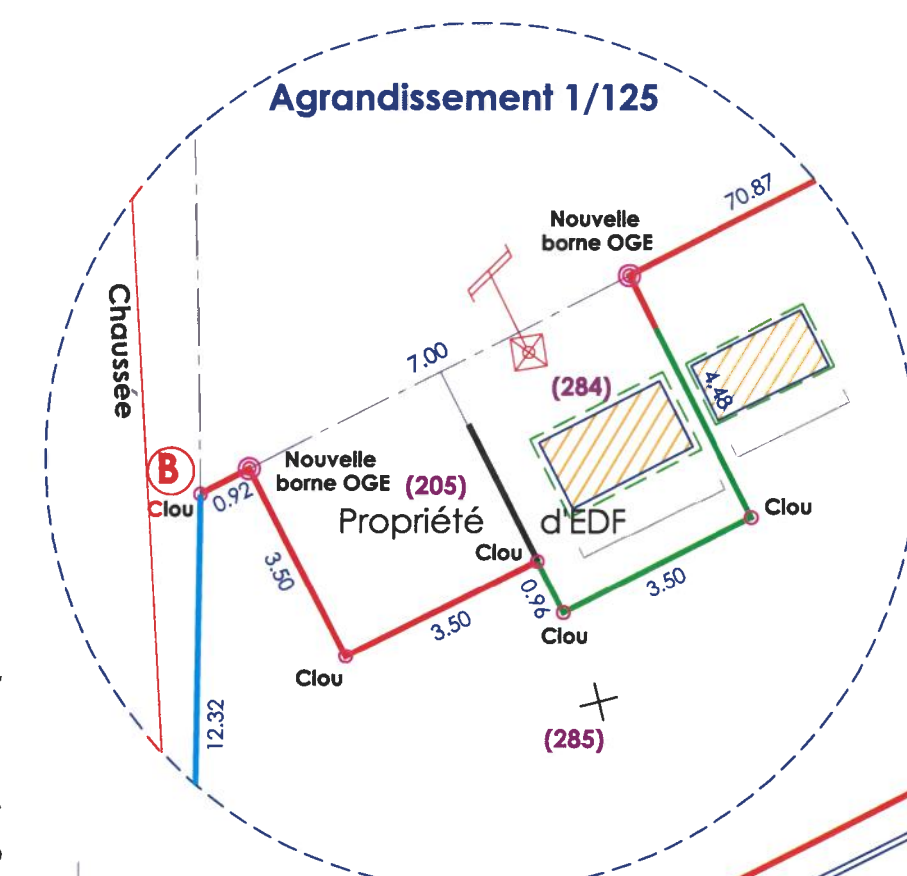 Agrandissement 1/125
70.87
Nouvelle
borne OGE
Chaussée
7.00
(284)
4.48
B
Nouvelle
borne OGE
(205)
Clou
0.92
Propriété d'EDF
Clou
Clou
3.50
0.96
3.50
3.50
Clou
Clou
12.32
(285)